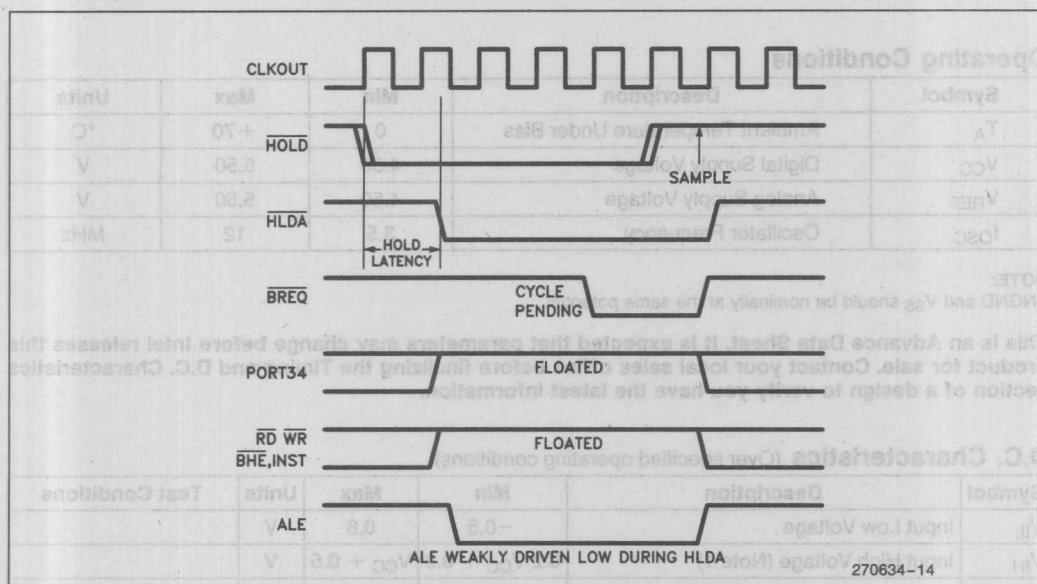 CLKOUT
HOLD
SAMPLE
HLDA
HOLD
LATENCY
BREQ
CYCLE
PENDING
PORT34
FLOATED
RD WR
BHE,INST
FLOATED
ALE
ALE WEAKLY DRIVEN LOW DURING HLDA
270634-14